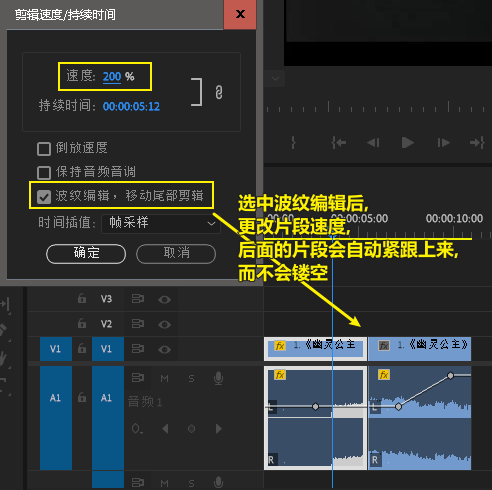 剪辑速度/持续时间
速度: 200 %
持续时间: 00:00:05:12
倒放速度
保持音频音调
波纹编辑，移动尾部剪辑
时间插值: 帧采样
确定 取消
选中波纹编辑后,
更改片段速度,
后面的片段会自动紧跟上来,
而不会镂空
:00:00 00:00:05:00 00:00:10:00
V3
V2
V1 V1
fx 1.《幽灵公主 fx 1.《幽灵公主》
A1 A1 M S
音频 1
fx fx
L L
R R
M S